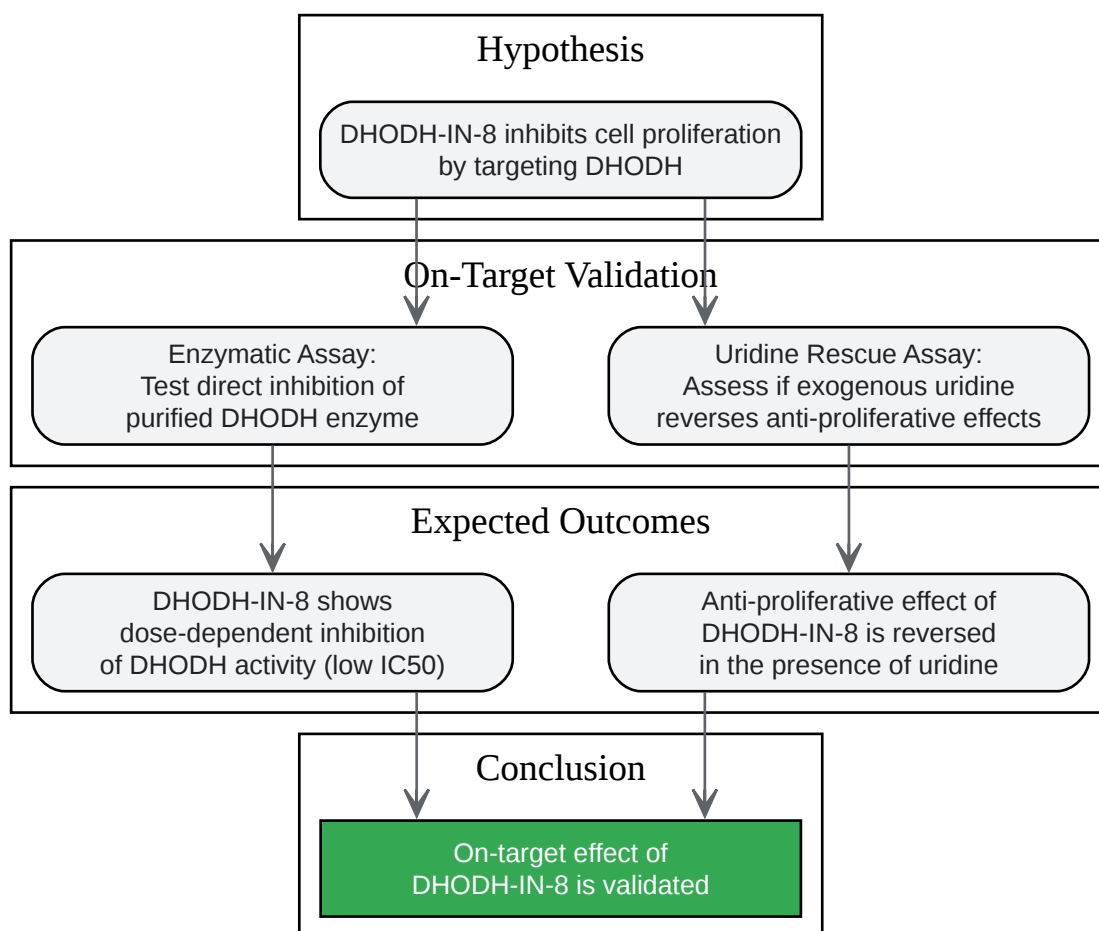 Hypothesis
DHODH-IN-8 inhibits cell proliferation
by targeting DHODH
On-Target Validation
Enzymatic Assay:
Test direct inhibition of
purified DHODH enzyme
Uridine Rescue Assay:
Assess if exogenous uridine
reverses anti-proliferative effects
Expected Outcomes
DHODH-IN-8 shows
dose-dependent inhibition
of DHODH activity (low IC50)
Anti-proliferative effect of
DHODH-IN-8 is reversed
in the presence of uridine
Conclusion
On-target effect of
DHODH-IN-8 is validated